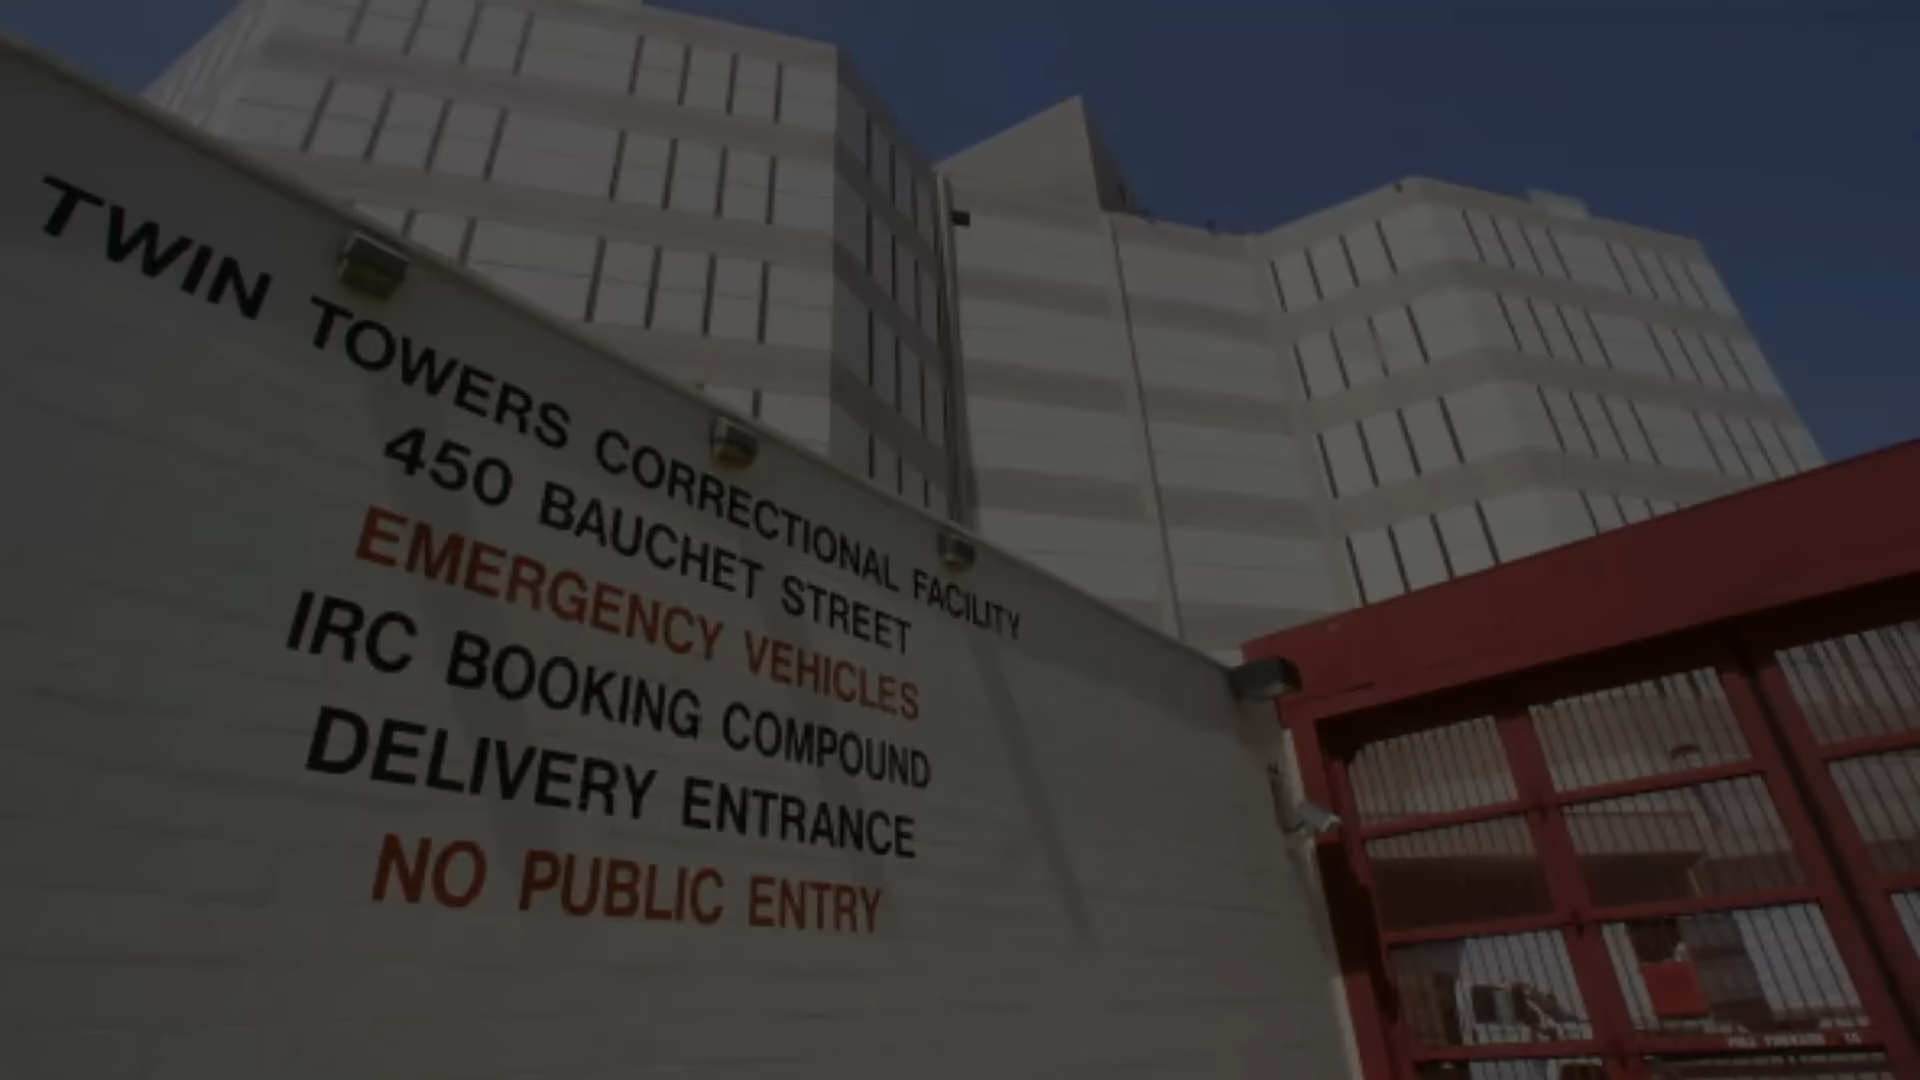 TWIN TOWERS CORRECTIONAL FACILITY
450 BAUCHET STREET
EMERGENCY VEHICLES
IRC BOOKING COMPOUND
DELIVERY ENTRANCE
NO PUBLIC ENTRY